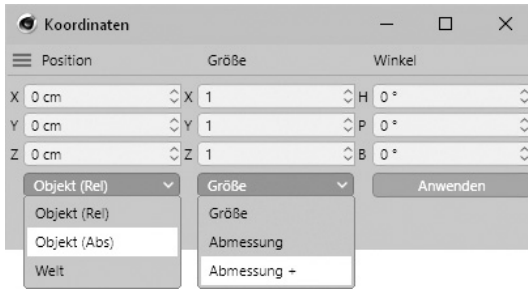 Koordinaten
Position Größe Winkel
X 0 cm X 1 H 0 °
Y 0 cm Y 1 P 0 °
Z 0 cm Z 1 B 0 °
Objekt (Rel) Größe Anwenden
Objekt (Rel) Größe
Objekt (Abs) Abmessung
Welt Abmessung +